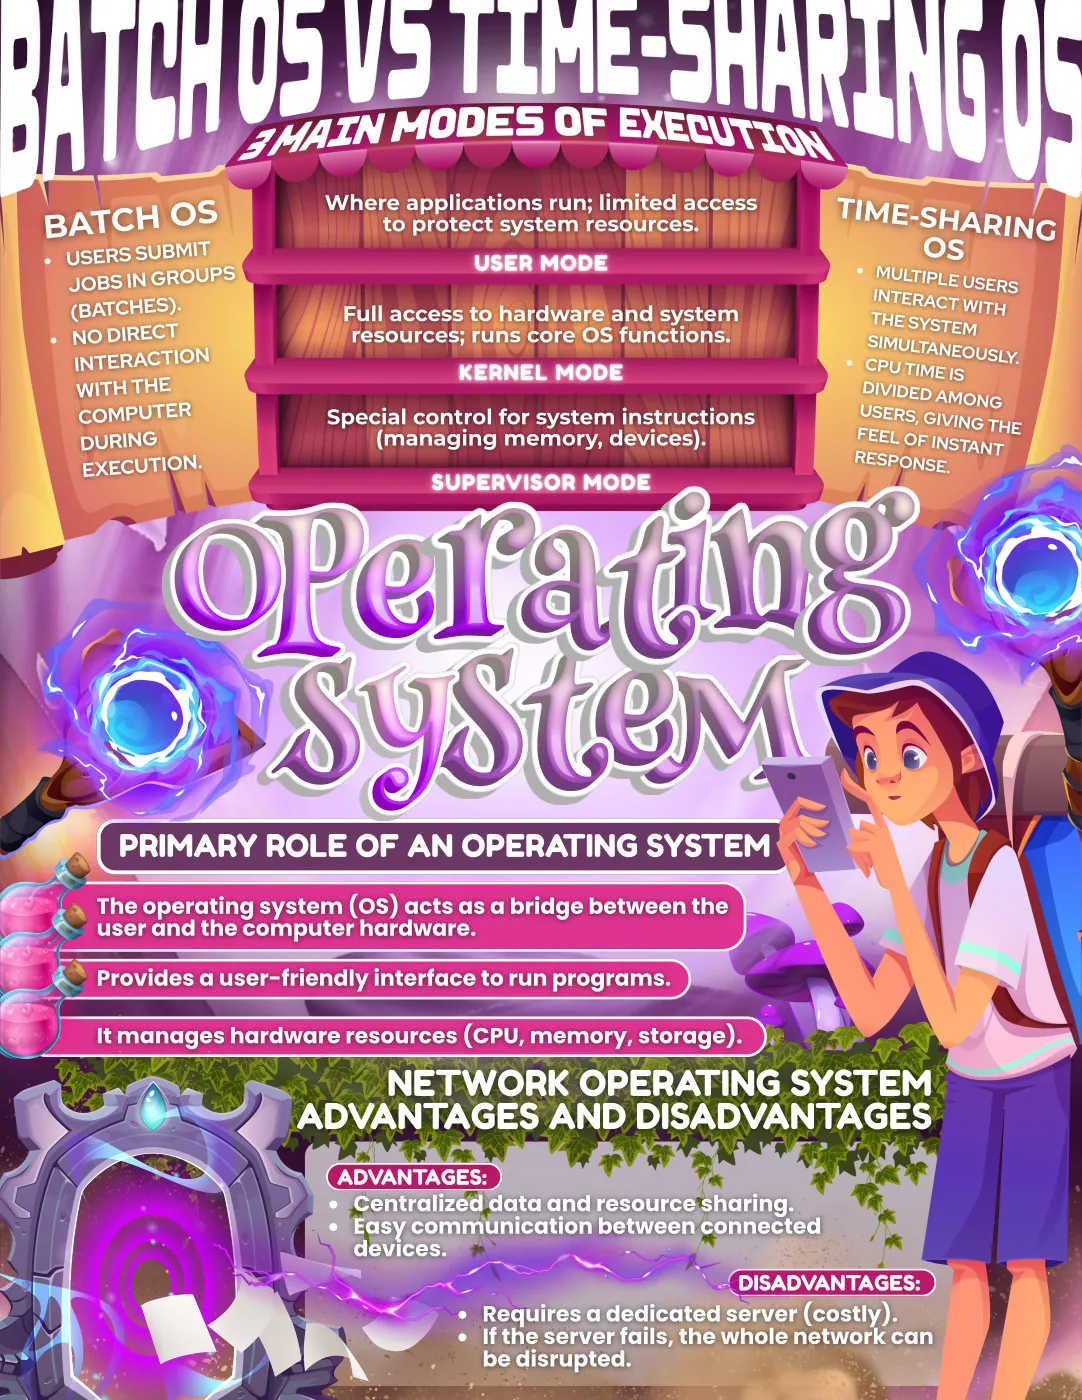 BATCH OS VS TIME-SHARING OS
3 MAIN MODES OF EXECUTION
BATCH OS
• USERS SUBMIT
JOBS IN GROUPS
(BATCHES).
• NO DIRECT
INTERACTION
WITH THE
COMPUTER
DURING
EXECUTION.
Where applications run; limited access
to protect system resources.
USER MODE
Full access to hardware and system
resources; runs core OS functions.
KERNEL MODE
Special control for system instructions
(managing memory, devices).
SUPERVISOR MODE
TIME-SHARING
OS
• MULTIPLE USERS
INTERACT WITH
THE SYSTEM
SIMULTANEOUSLY.
• CPU TIME IS
DIVIDED AMONG
USERS, GIVING THE
FEEL OF INSTANT
RESPONSE.
Operating
System
PRIMARY ROLE OF AN OPERATING SYSTEM
The operating system (OS) acts as a bridge between the
user and the computer hardware.
Provides a user-friendly interface to run programs.
It manages hardware resources (CPU, memory, storage).
NETWORK OPERATING SYSTEM
ADVANTAGES AND DISADVANTAGES
ADVANTAGES:
• Centralized data and resource sharing.
• Easy communication between connected
devices.
DISADVANTAGES:
• Requires a dedicated server (costly).
• If the server fails, the whole network can
be disrupted.